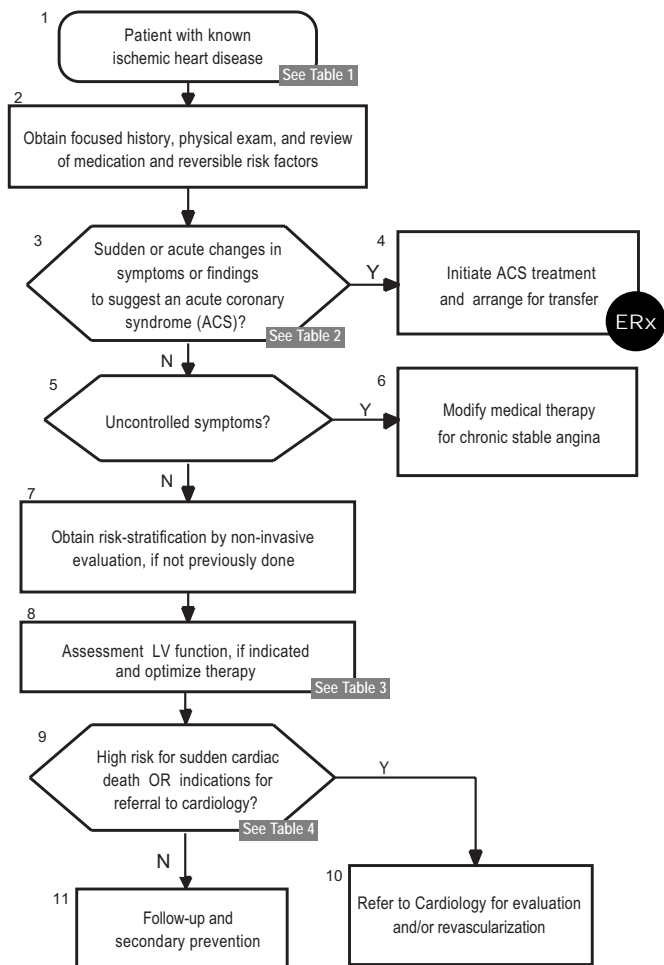 1
Patient with known
ischemic heart disease
See Table 1
2
Obtain focused history, physical exam, and review
of medication and reversible risk factors
3
Sudden or acute changes in
symptoms or findings
to suggest an acute coronary
syndrome (ACS)?
See Table 2
Y
4
Initiate ACS treatment
and arrange for transfer
ERx
N
5
Uncontrolled symptoms?
Y
6
Modify medical therapy
for chronic stable angina
N
7
Obtain risk-stratification by non-invasive
evaluation, if not previously done
8
Assessment LV function, if indicated
and optimize therapy
See Table 3
9
High risk for sudden cardiac
death OR indications for
referral to cardiology?
See Table 4
Y
N
10
Refer to Cardiology for evaluation
and/or revascularization
11
Follow-up and
secondary prevention